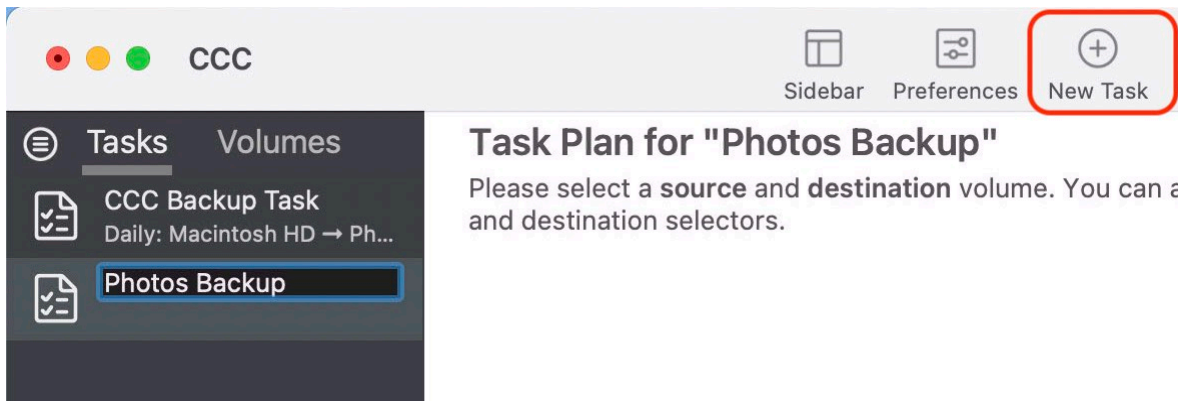 CCC
Sidebar
Preferences
New Task
Tasks
Volumes
CCC Backup Task
Daily: Macintosh HD → Ph...
Photos Backup
Task Plan for "Photos Backup"
Please select a source and destination volume. You can a
and destination selectors.